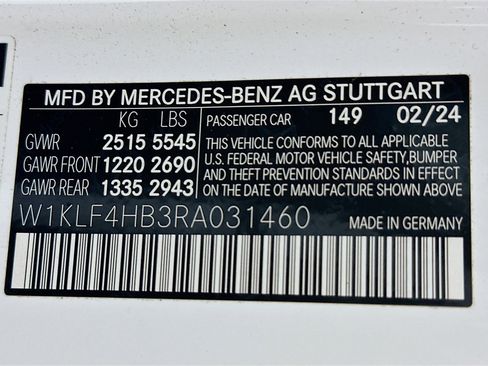 MFD BY MERCEDES-BENZ AG STUTTGART
KG LBS
PASSENGER CAR 149 02/24
GVWR 2515 5545
GAWR FRONT 1220 2690
GAWR REAR 1335 2943
THIS VEHICLE CONFORMS TO ALL APPLICABLE
U.S. FEDERAL MOTOR VEHICLE SAFETY, BUMPER
AND THEFT PREVENTION STANDARDS IN EFFECT
ON THE DATE OF MANUFACTURE SHOWN ABOVE
W1KLF4HB3RA031460
MADE IN GERMANY